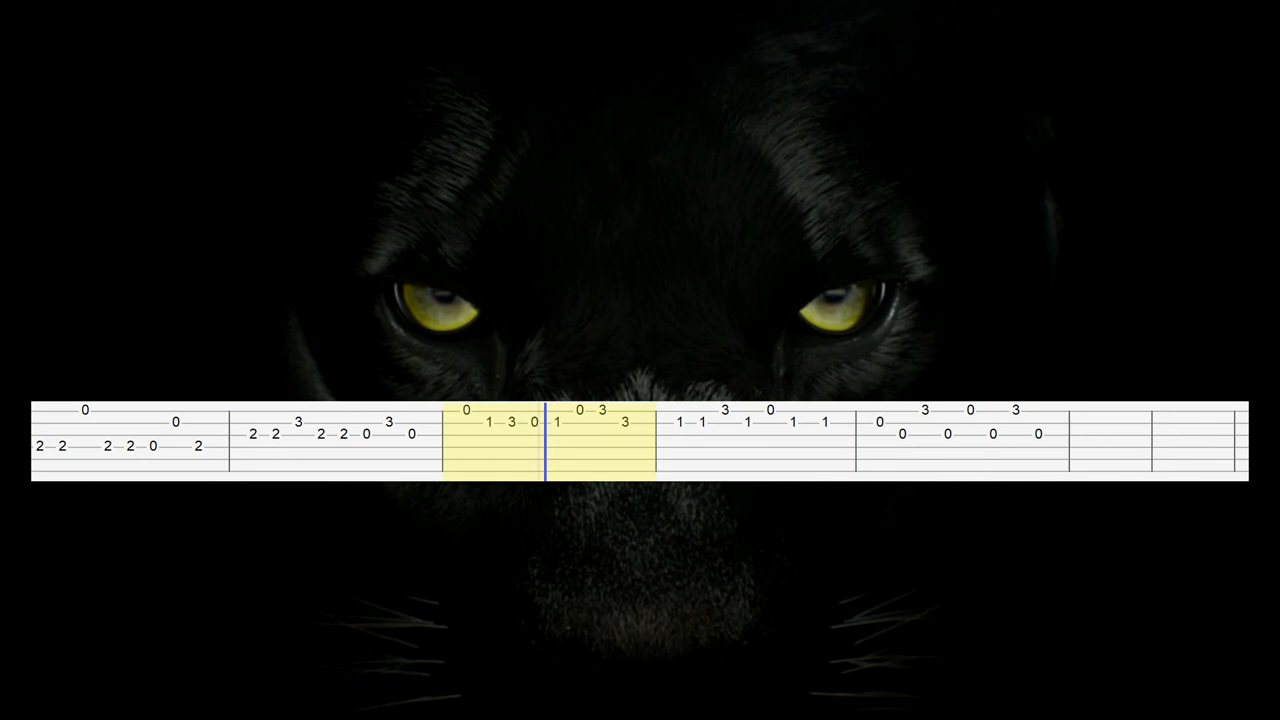 0 0 3 0 0 3 3 0 3 0 3
0 3 3 1 3 0 1 3 1 1 1 1 1 0
2 2 2 2 0 0 0 0 0 0
2 2 2 2 0 2